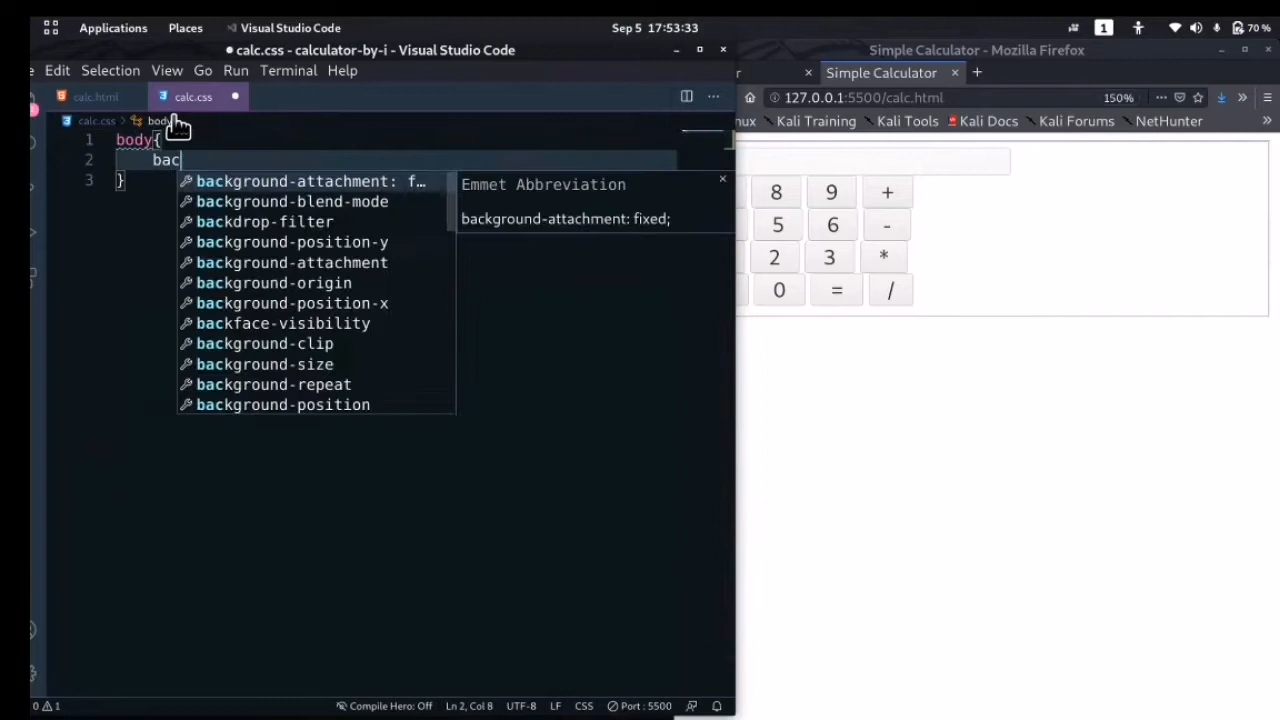 Applications Places Visual Studio Code Sep 5 17:53:33 1 70 %
● calc.css - calculator-by-i - Visual Studio Code
Simple Calculator - Mozilla Firefox
Edit Selection View Go Run Terminal Help
Simple Calculator
calc.html calc.css
127.0.0.1:5500/calc.html 150%
Kali Training Kali Tools Kali Docs Kali Forums NetHunter
calc.css > body
1 body{
2 bac
3 }
background-attachment: f…
background-blend-mode
backdrop-filter
background-position-y
background-attachment
background-origin
background-position-x
backface-visibility
background-clip
background-size
background-repeat
background-position
Emmet Abbreviation
background-attachment: fixed;
8 9 +
5 6 -
2 3 *
0 = /
0 1 Compile Hero: Off Ln 2, Col 8 UTF-8 LF CSS Port : 5500